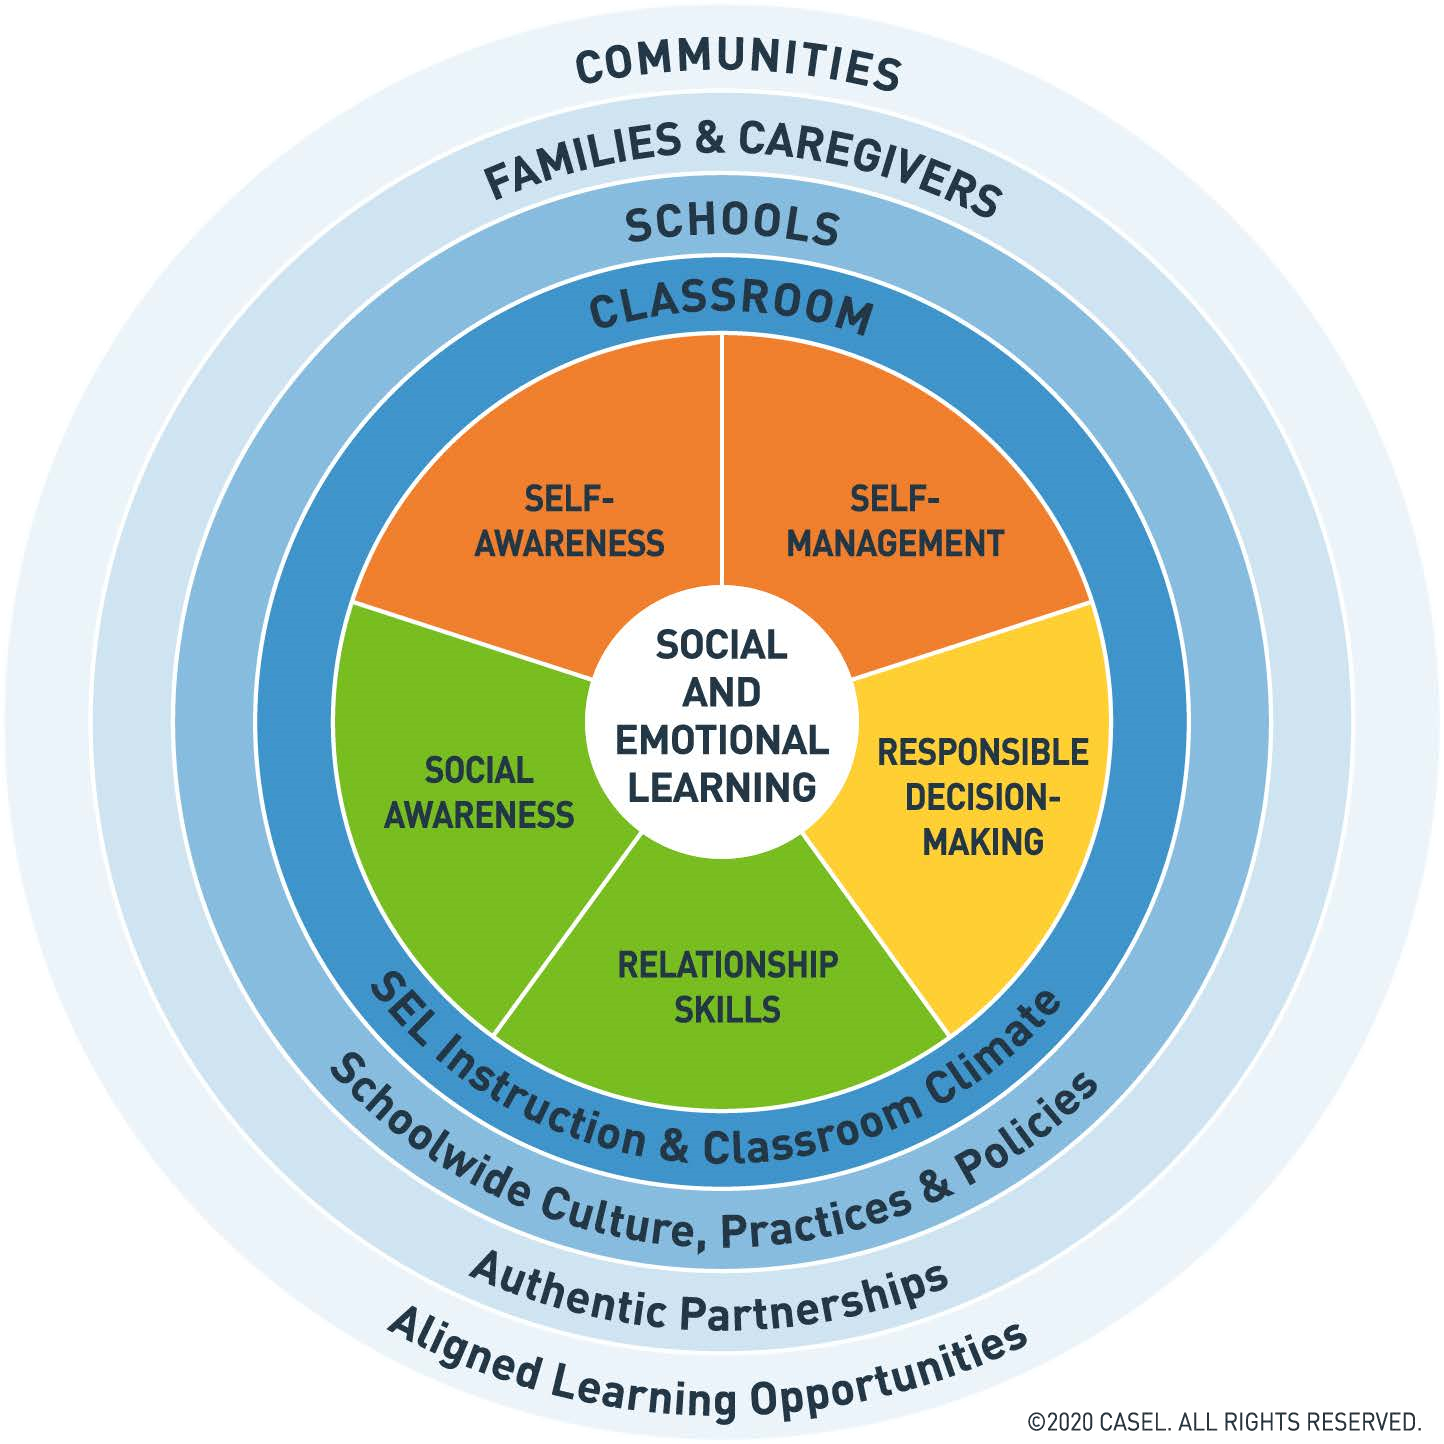 COMMUNITIES
FAMILIES & CAREGIVERS
SCHOOLS
CLASSROOM
SELF-
AWARENESS
SELF-
MANAGEMENT
SOCIAL
AND
EMOTIONAL
LEARNING
SOCIAL
AWARENESS
RESPONSIBLE
DECISION-
MAKING
RELATIONSHIP
SKILLS
SEL Instruction & Classroom Climate
Schoolwide Culture, Practices & Policies
Authentic Partnerships
Aligned Learning Opportunities
©2020 CASEL. ALL RIGHTS RESERVED.